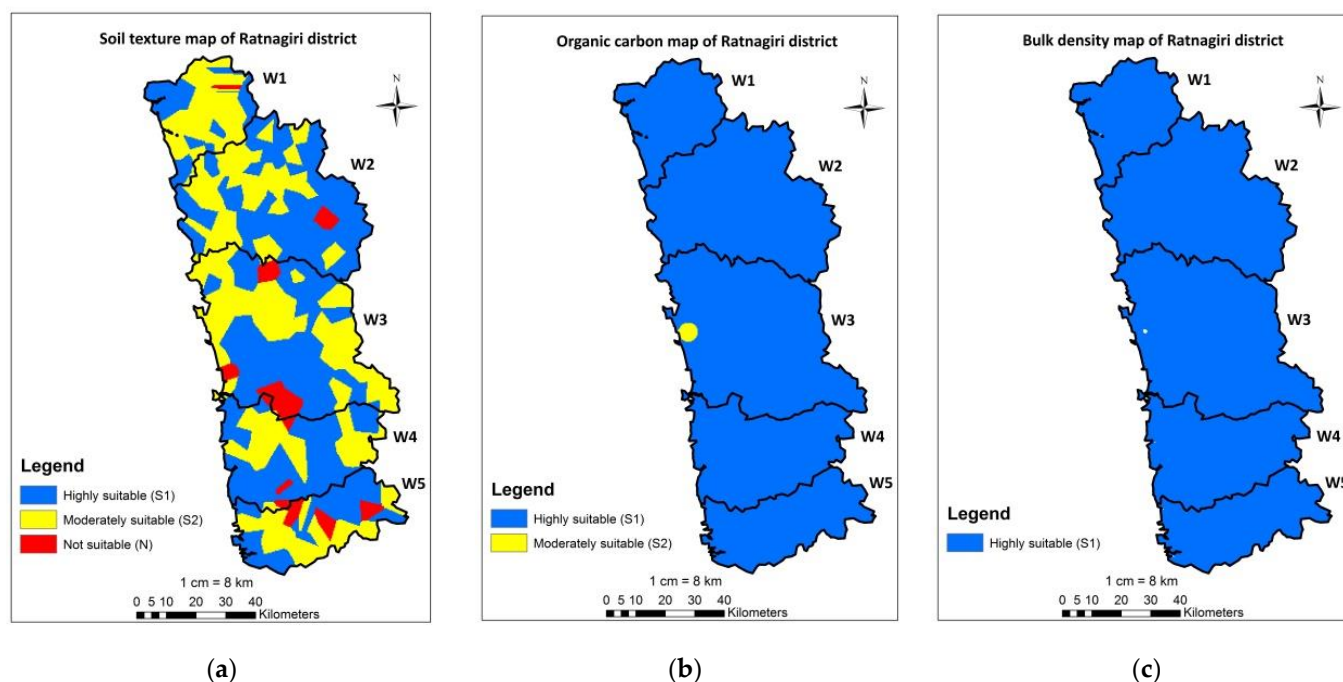 Soil texture map of Ratnagiri district
W1
N
W2
W3
W4
W5
Legend
Highly suitable (S1)
Moderately suitable (S2)
Not suitable (N)
1 cm = 8 km
0 5 10 20 30 40
Kilometers
(a)
Organic carbon map of Ratnagiri district
W1
N
W2
W3
W4
W5
Legend
Highly suitable (S1)
Moderately suitable (S2)
1 cm = 8 km
0 5 10 20 30 40
Kilometers
(b)
Bulk density map of Ratnagiri district
W1
N
W2
W3
W4
W5
Legend
Highly suitable (S1)
1 cm = 8 km
0 5 10 20 30 40
Kilometers
(c)